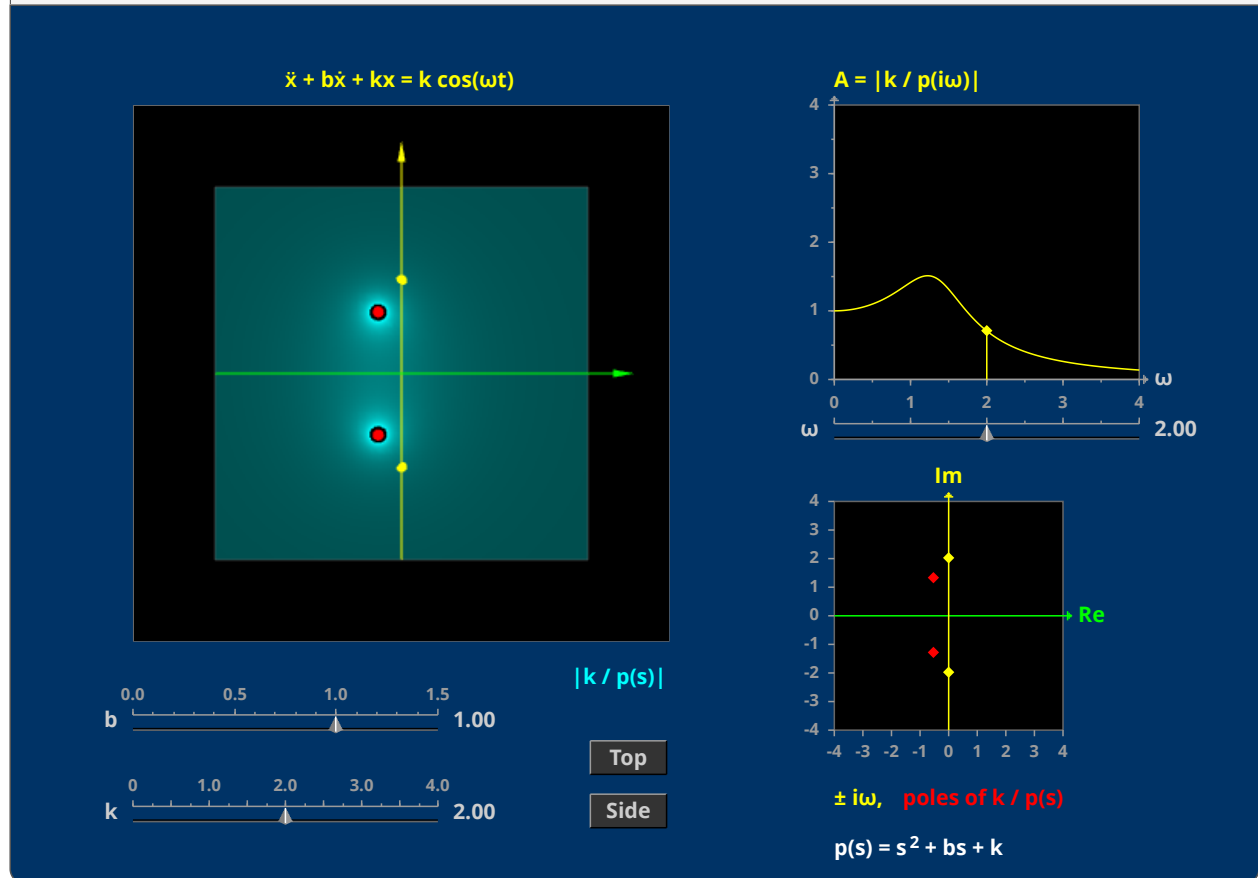 ẍ + bẋ + kx = k cos(ωt)
|k / p(s)|
0.0 0.5 1.0 1.5
b 1.00
Top
0 1.0 2.0 3.0 4.0
k 2.00
Side
A = |k / p(iω)|
4
3
2
1
0
ω
0 1 2 3 4
ω 2.00
Im
4
3
2
1
0
Re
-1
-2
-3
-4
-4 -3 -2 -1 0 1 2 3 4
± iω, poles of k / p(s)
p(s) = s² + bs + k